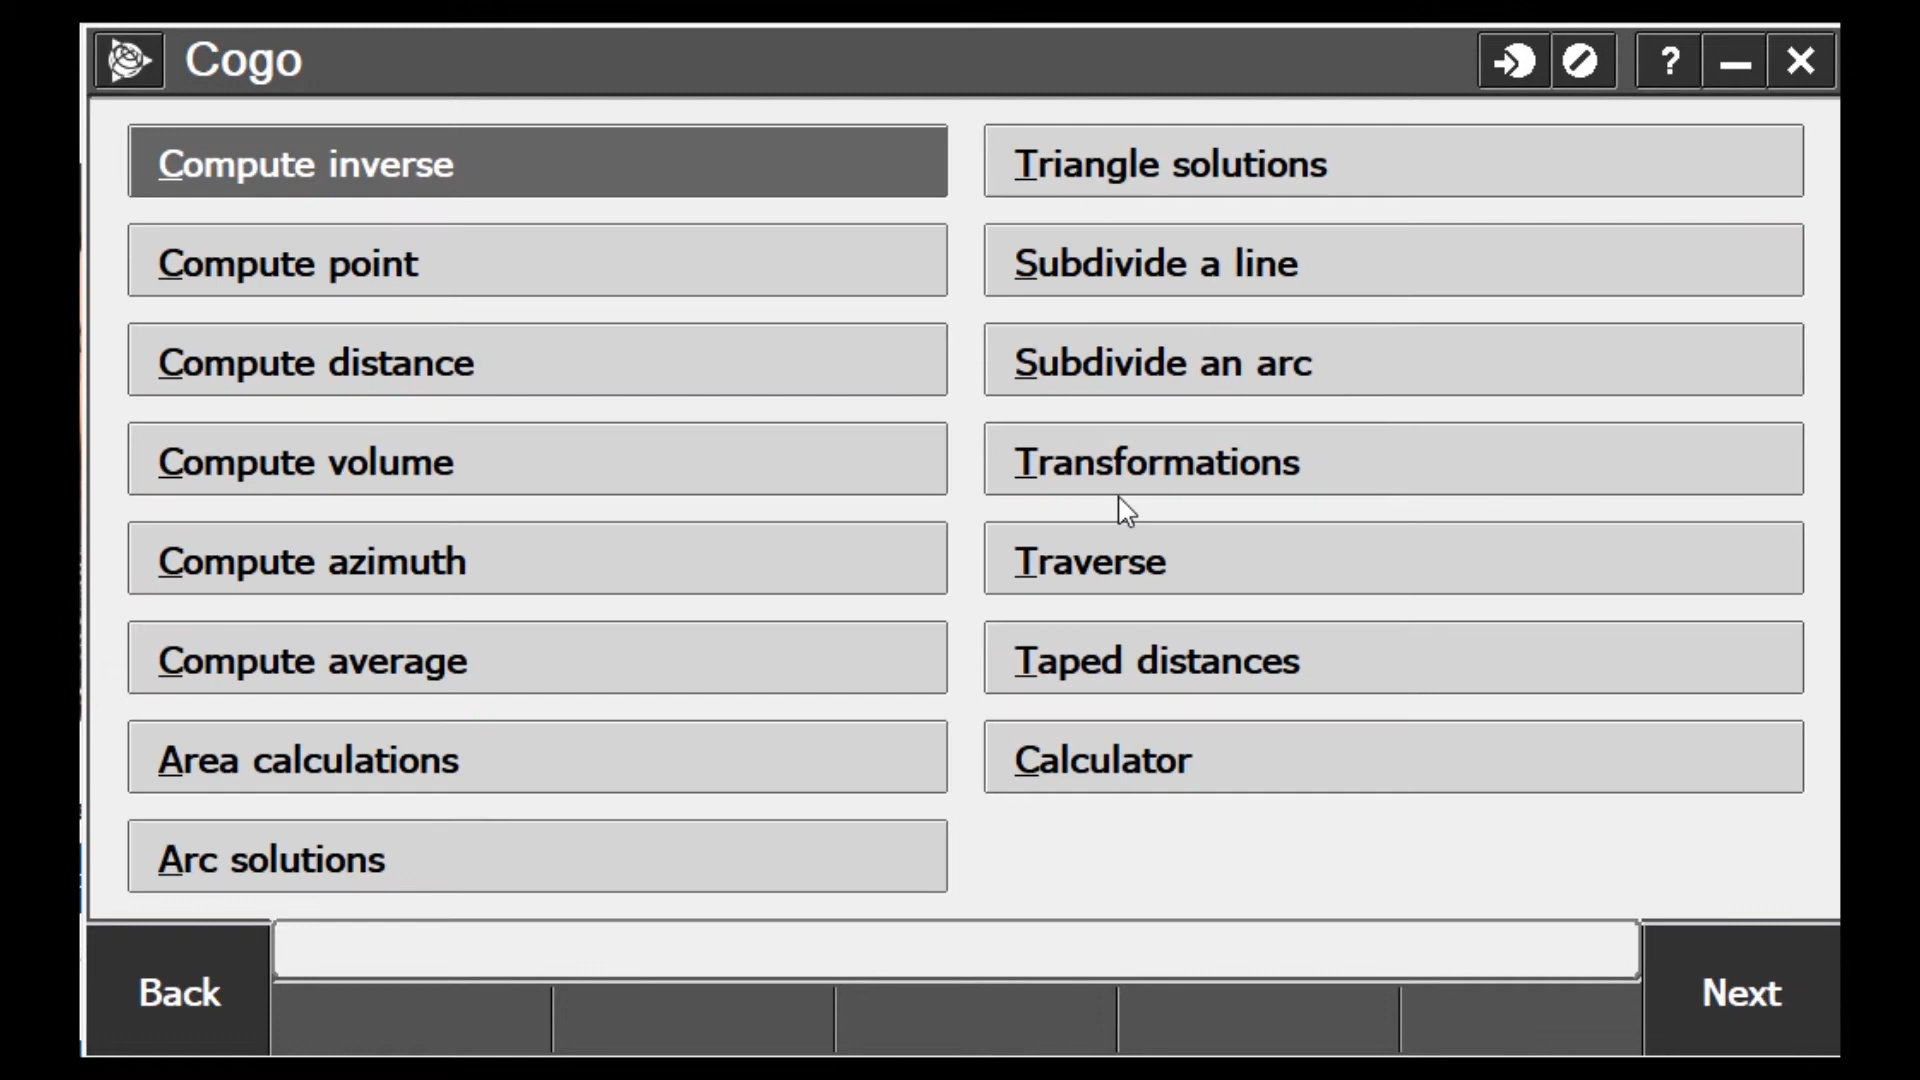 Cogo
?
Compute inverse
Compute point
Compute distance
Compute volume
Compute azimuth
Compute average
Area calculations
Arc solutions
Triangle solutions
Subdivide a line
Subdivide an arc
Transformations
Traverse
Taped distances
Calculator
Back
Next